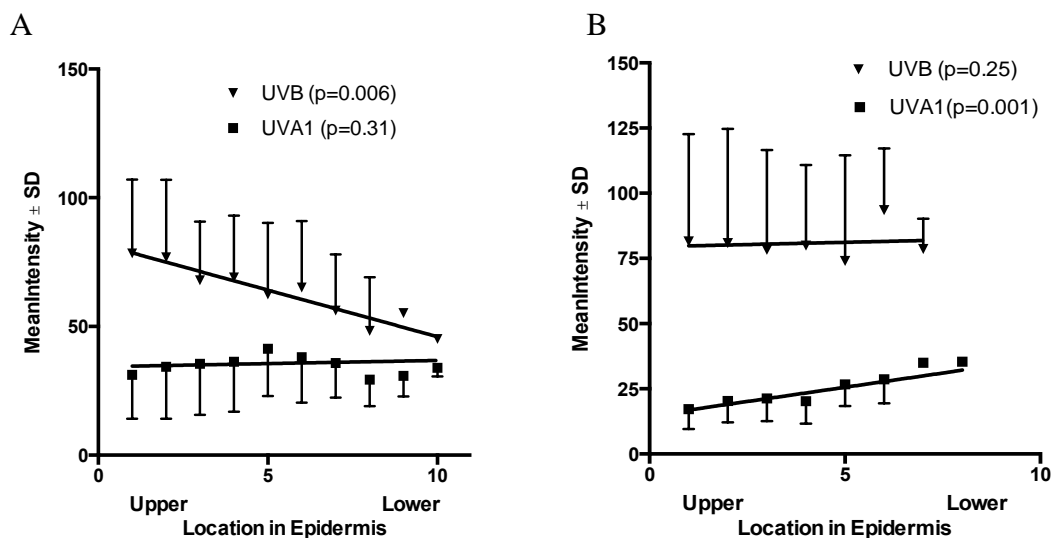 A
150
100
50
0
UVB (p=0.006)
UVA1 (p=0.31)
MeanIntensity ± SD
0 5 10
Upper Lower
Location in Epidermis
B
150
125
100
75
50
25
0
UVB (p=0.25)
UVA1(p=0.001)
MeanIntensity ± SD
0 5 10
Upper Lower
Location in Epidermis